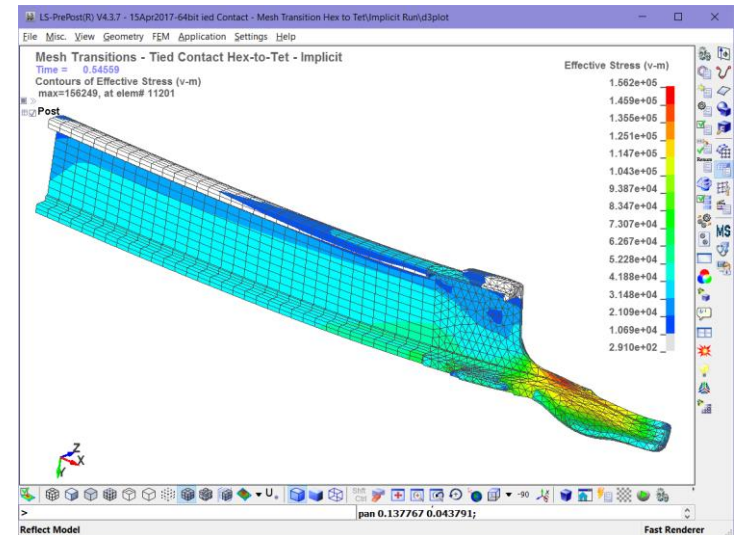 LS-PrePost(R) V4.3.7 - 15Apr2017-64bit ied Contact - Mesh Transition Hex to Tet\Implicit Run\d3plot
File Misc. View Geometry FEM Application Settings Help
Mesh Transitions - Tied Contact Hex-to-Tet - Implicit
Time = 0.54559
Contours of Effective Stress (v-m)
max=156249, at elem# 11201
Post
Effective Stress (v-m)
1.562e+05
1.459e+05
1.355e+05
1.251e+05
1.147e+05
1.043e+05
9.387e+04
8.347e+04
7.307e+04
6.267e+04
5.228e+04
4.188e+04
3.148e+04
2.109e+04
1.069e+04
2.910e+02
MS
Z
X
Y
U.
-90
>
pan 0.137767 0.043791;
Reflect Model
Fast Renderer